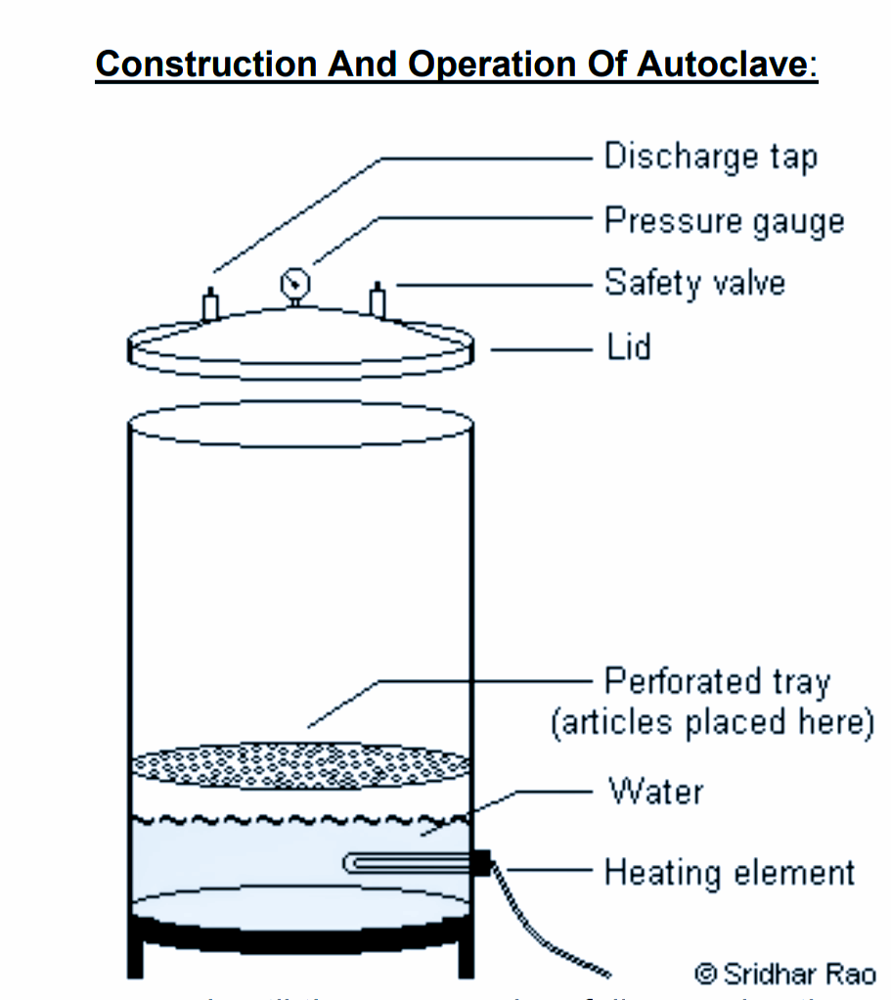 Construction And Operation Of Autoclave:
Discharge tap
Pressure gauge
Safety valve
Lid
Perforated tray
(articles placed here)
Water
Heating element
© Sridhar Rao